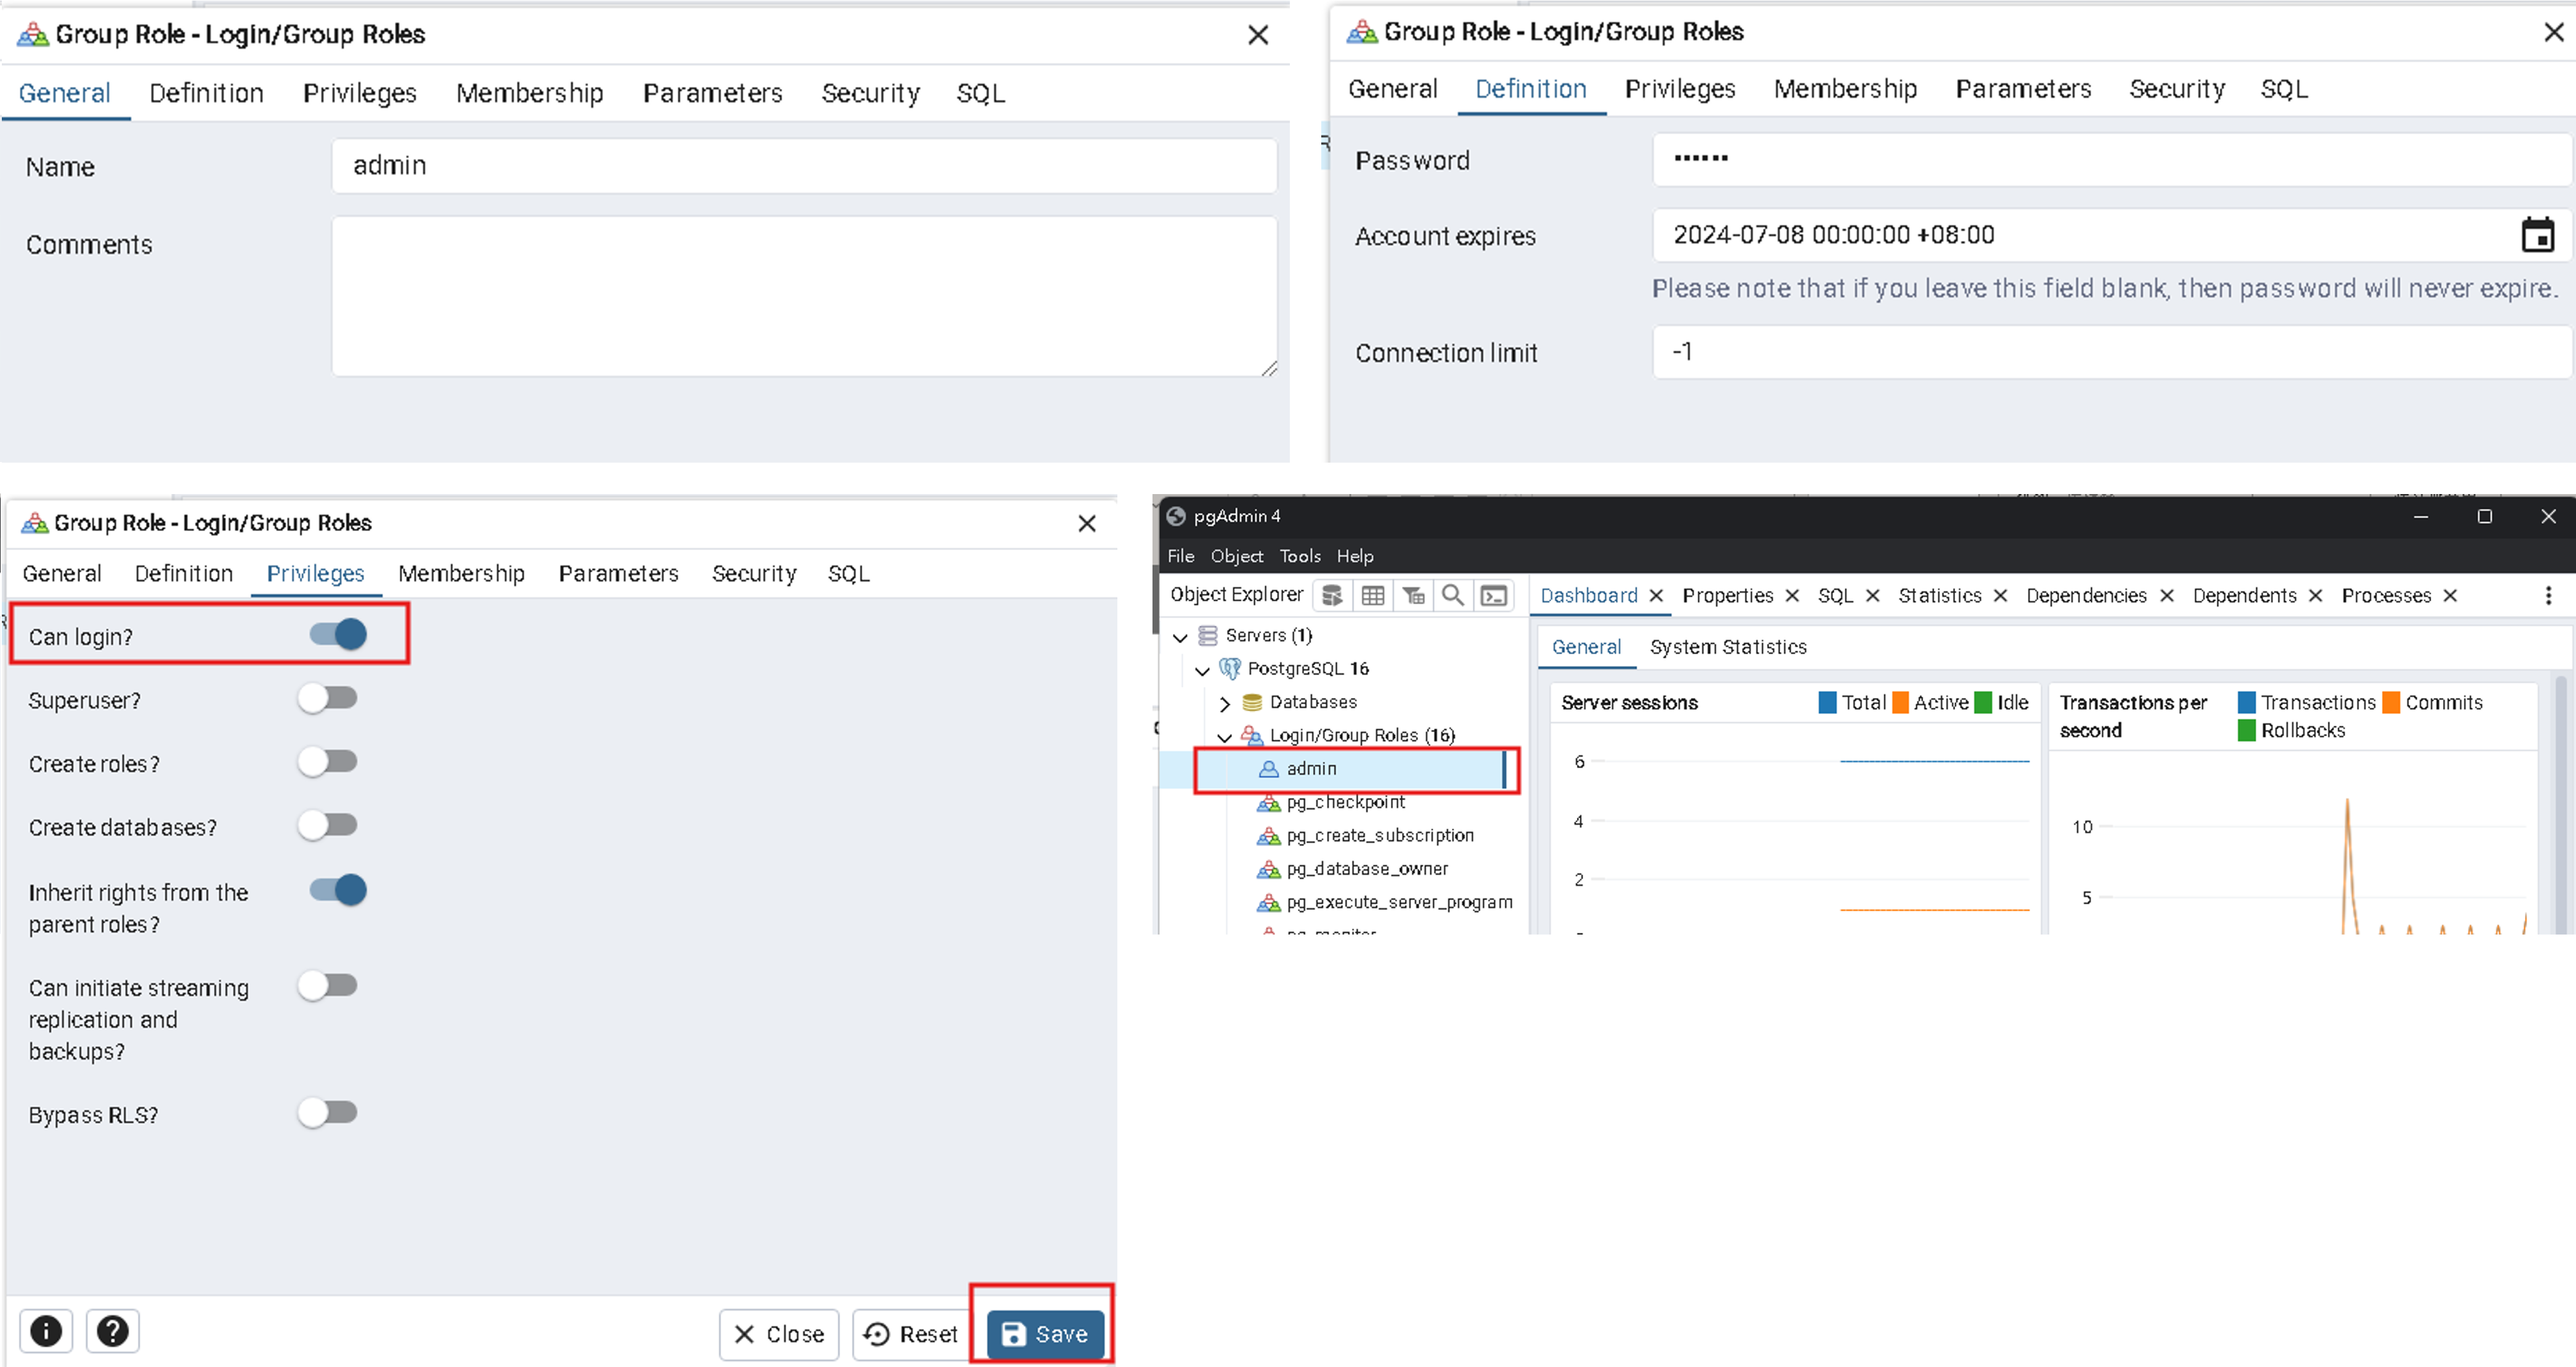 Group Role - Login/Group Roles
General Definition Privileges Membership Parameters Security SQL
Name admin
Comments
Group Role - Login/Group Roles
General Definition Privileges Membership Parameters Security SQL
Password ••••••
Account expires 2024-07-08 00:00:00 +08:00
Please note that if you leave this field blank, then password will never expire.
Connection limit -1
Group Role - Login/Group Roles
General Definition Privileges Membership Parameters Security SQL
Can login?
Superuser?
Create roles?
Create databases?
Inherit rights from the
parent roles?
Can initiate streaming
replication and
backups?
Bypass RLS?
Close Reset Save
pgAdmin 4
File Object Tools Help
Object Explorer
Servers (1)
PostgreSQL 16
Databases
Login/Group Roles (16)
admin
pg_checkpoint
pg_create_subscription
pg_database_owner
pg_execute_server_program
Dashboard Properties SQL Statistics Dependencies Dependents Processes
General System Statistics
Server sessions Total Active Idle
6
4
2
Transactions per
second
Transactions Commits
Rollbacks
10
5